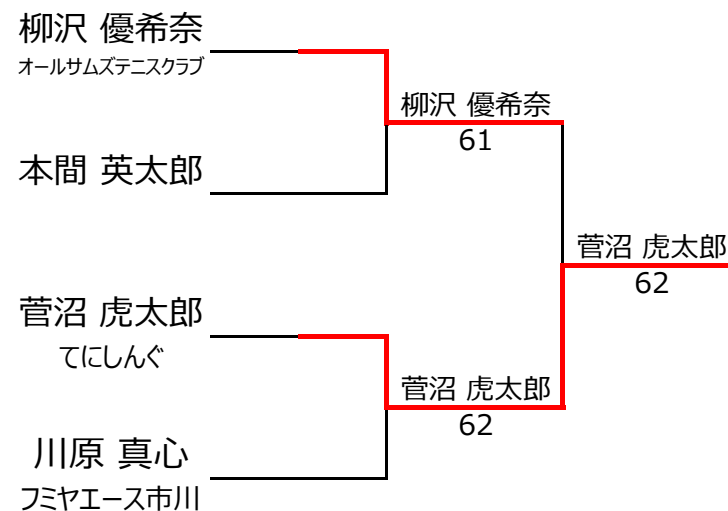 柳沢 優希奈
オールサムズテニスクラブ
柳沢 優希奈
61
本間 英太郎
菅沼 虎太郎
62
菅沼 虎太郎
てにしんぐ
菅沼 虎太郎
62
川原 真心
フミヤエース市川